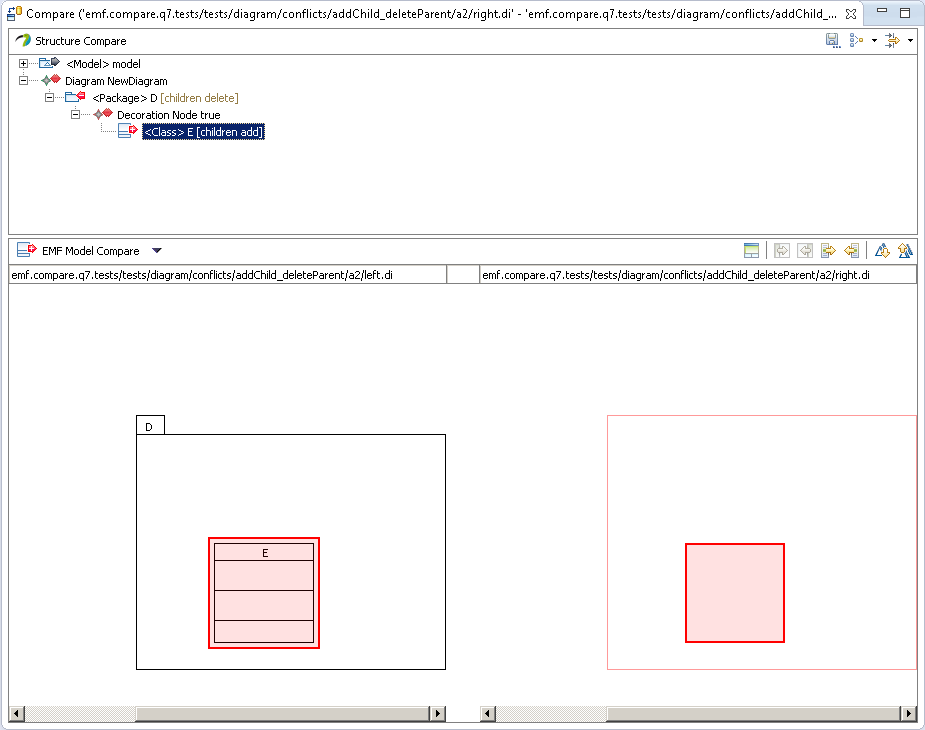 Compare ('emf.compare.q7.tests/tests/diagram/conflicts/addChild_deleteParent/a2/right.di' - 'emf.compare.q7.tests/tests/diagram/conflicts/addChild_...
Structure Compare
<Model> model
Diagram NewDiagram
<Package> D [children delete]
Decoration Node true
<Class> E [children add]
EMF Model Compare
emf.compare.q7.tests/tests/diagram/conflicts/addChild_deleteParent/a2/left.di
emf.compare.q7.tests/tests/diagram/conflicts/addChild_deleteParent/a2/right.di
D
E